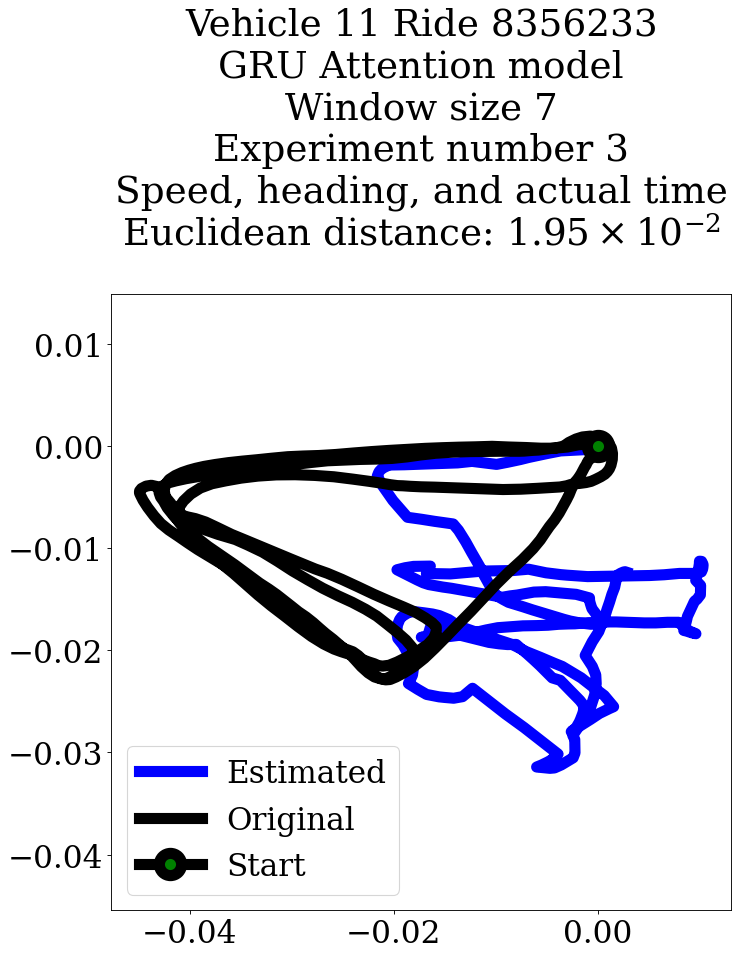 Vehicle 11 Ride 8356233
GRU Attention model
Window size 7
Experiment number 3
Speed, heading, and actual time
Euclidean distance: 1.95 × 10⁻²
0.01
0.00
−0.01
−0.02
−0.03
−0.04
Estimated
Original
Start
−0.04
−0.02
0.00